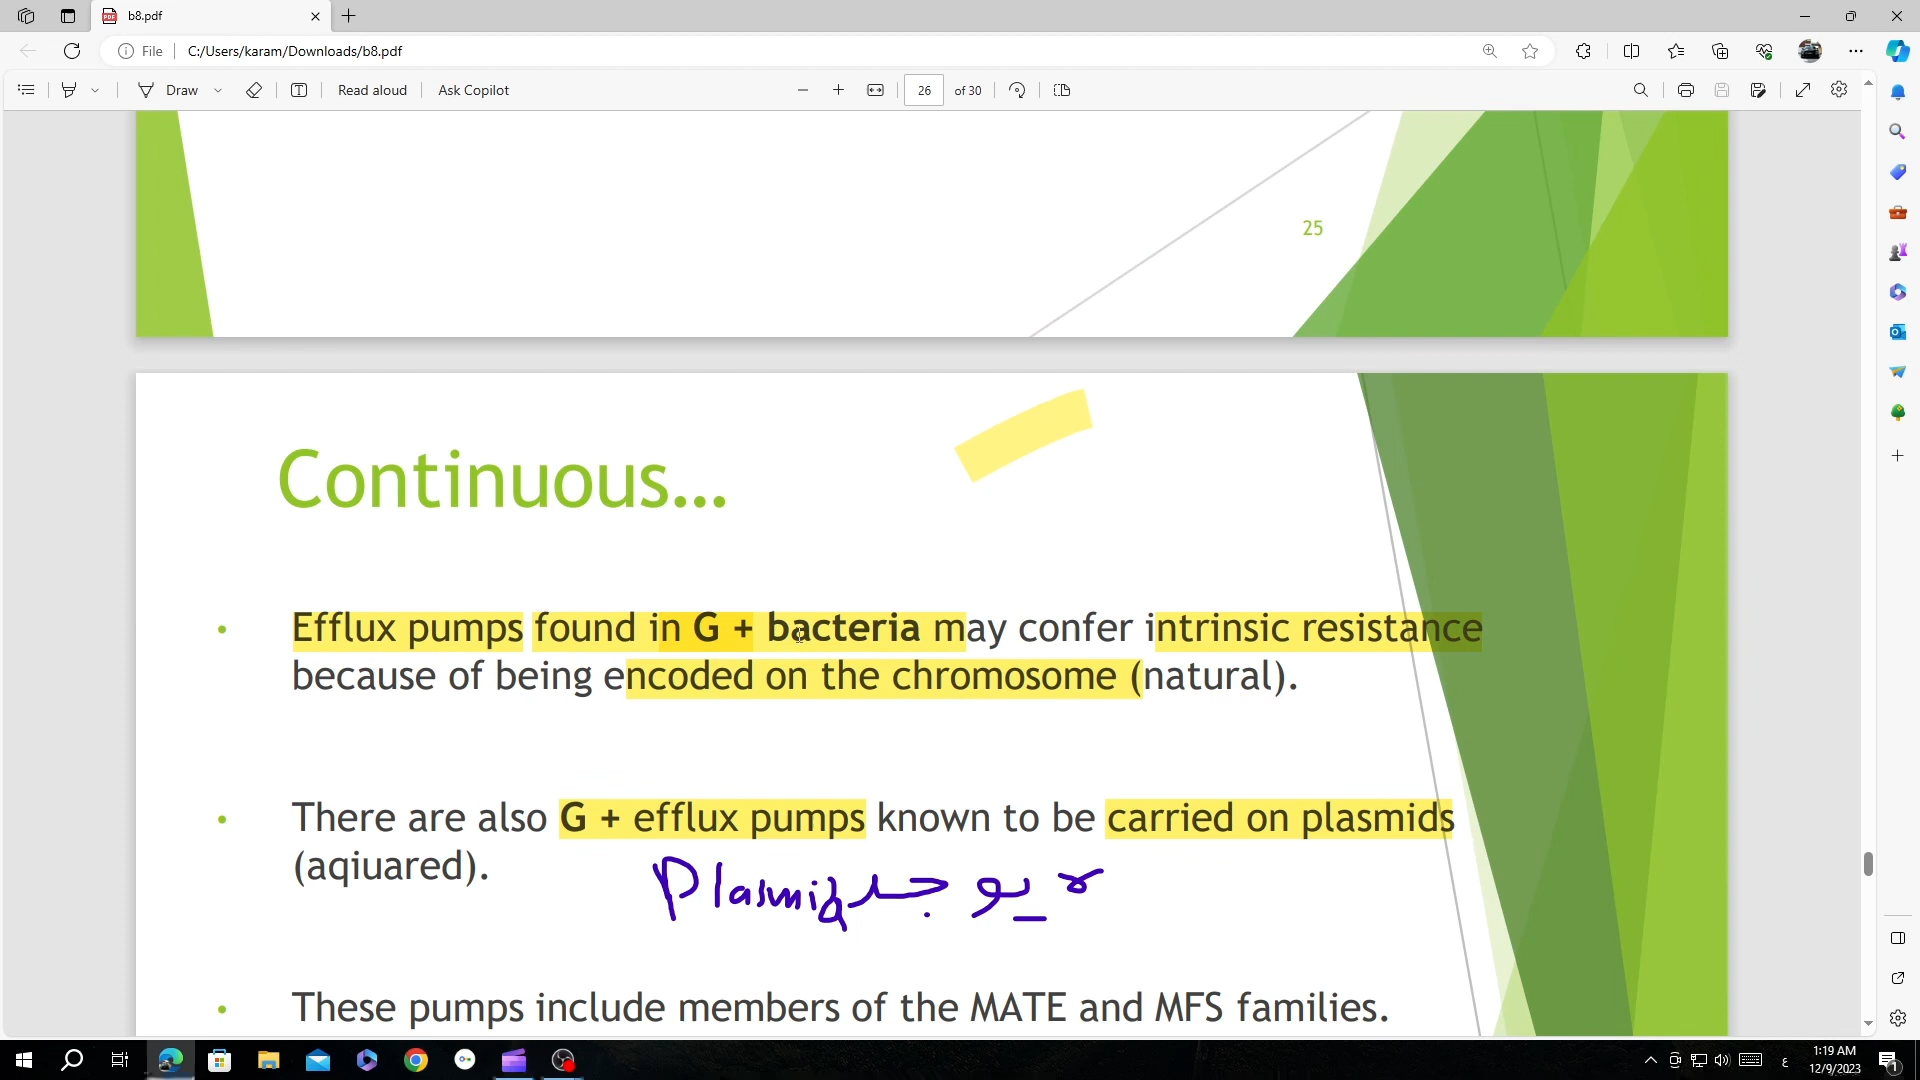 b8.pdf
File C:/Users/karam/Downloads/b8.pdf
Draw Read aloud Ask Copilot 26 of 30
25
Continuous...
Efflux pumps found in G + bacteria may confer intrinsic resistance
because of being encoded on the chromosome (natural).
There are also G + efflux pumps known to be carried on plasmids
(aqiuared).
Plasmid يوجد
These pumps include members of the MATE and MFS families.
ع 1:19 AM
12/9/2023
1